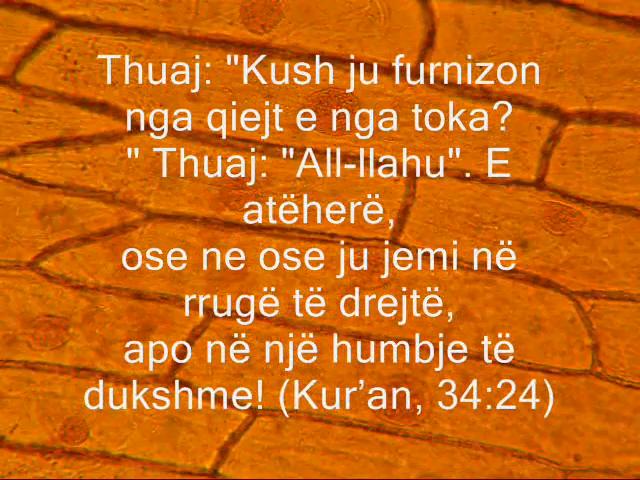 Thuaj: "Kush ju furnizon
nga qiejt e nga toka?
" Thuaj: "All-llahu". E
atëherë,
ose ne ose ju jemi në
rrugë të drejtë,
apo në një humbje të
dukshme! (Kur’an, 34:24)